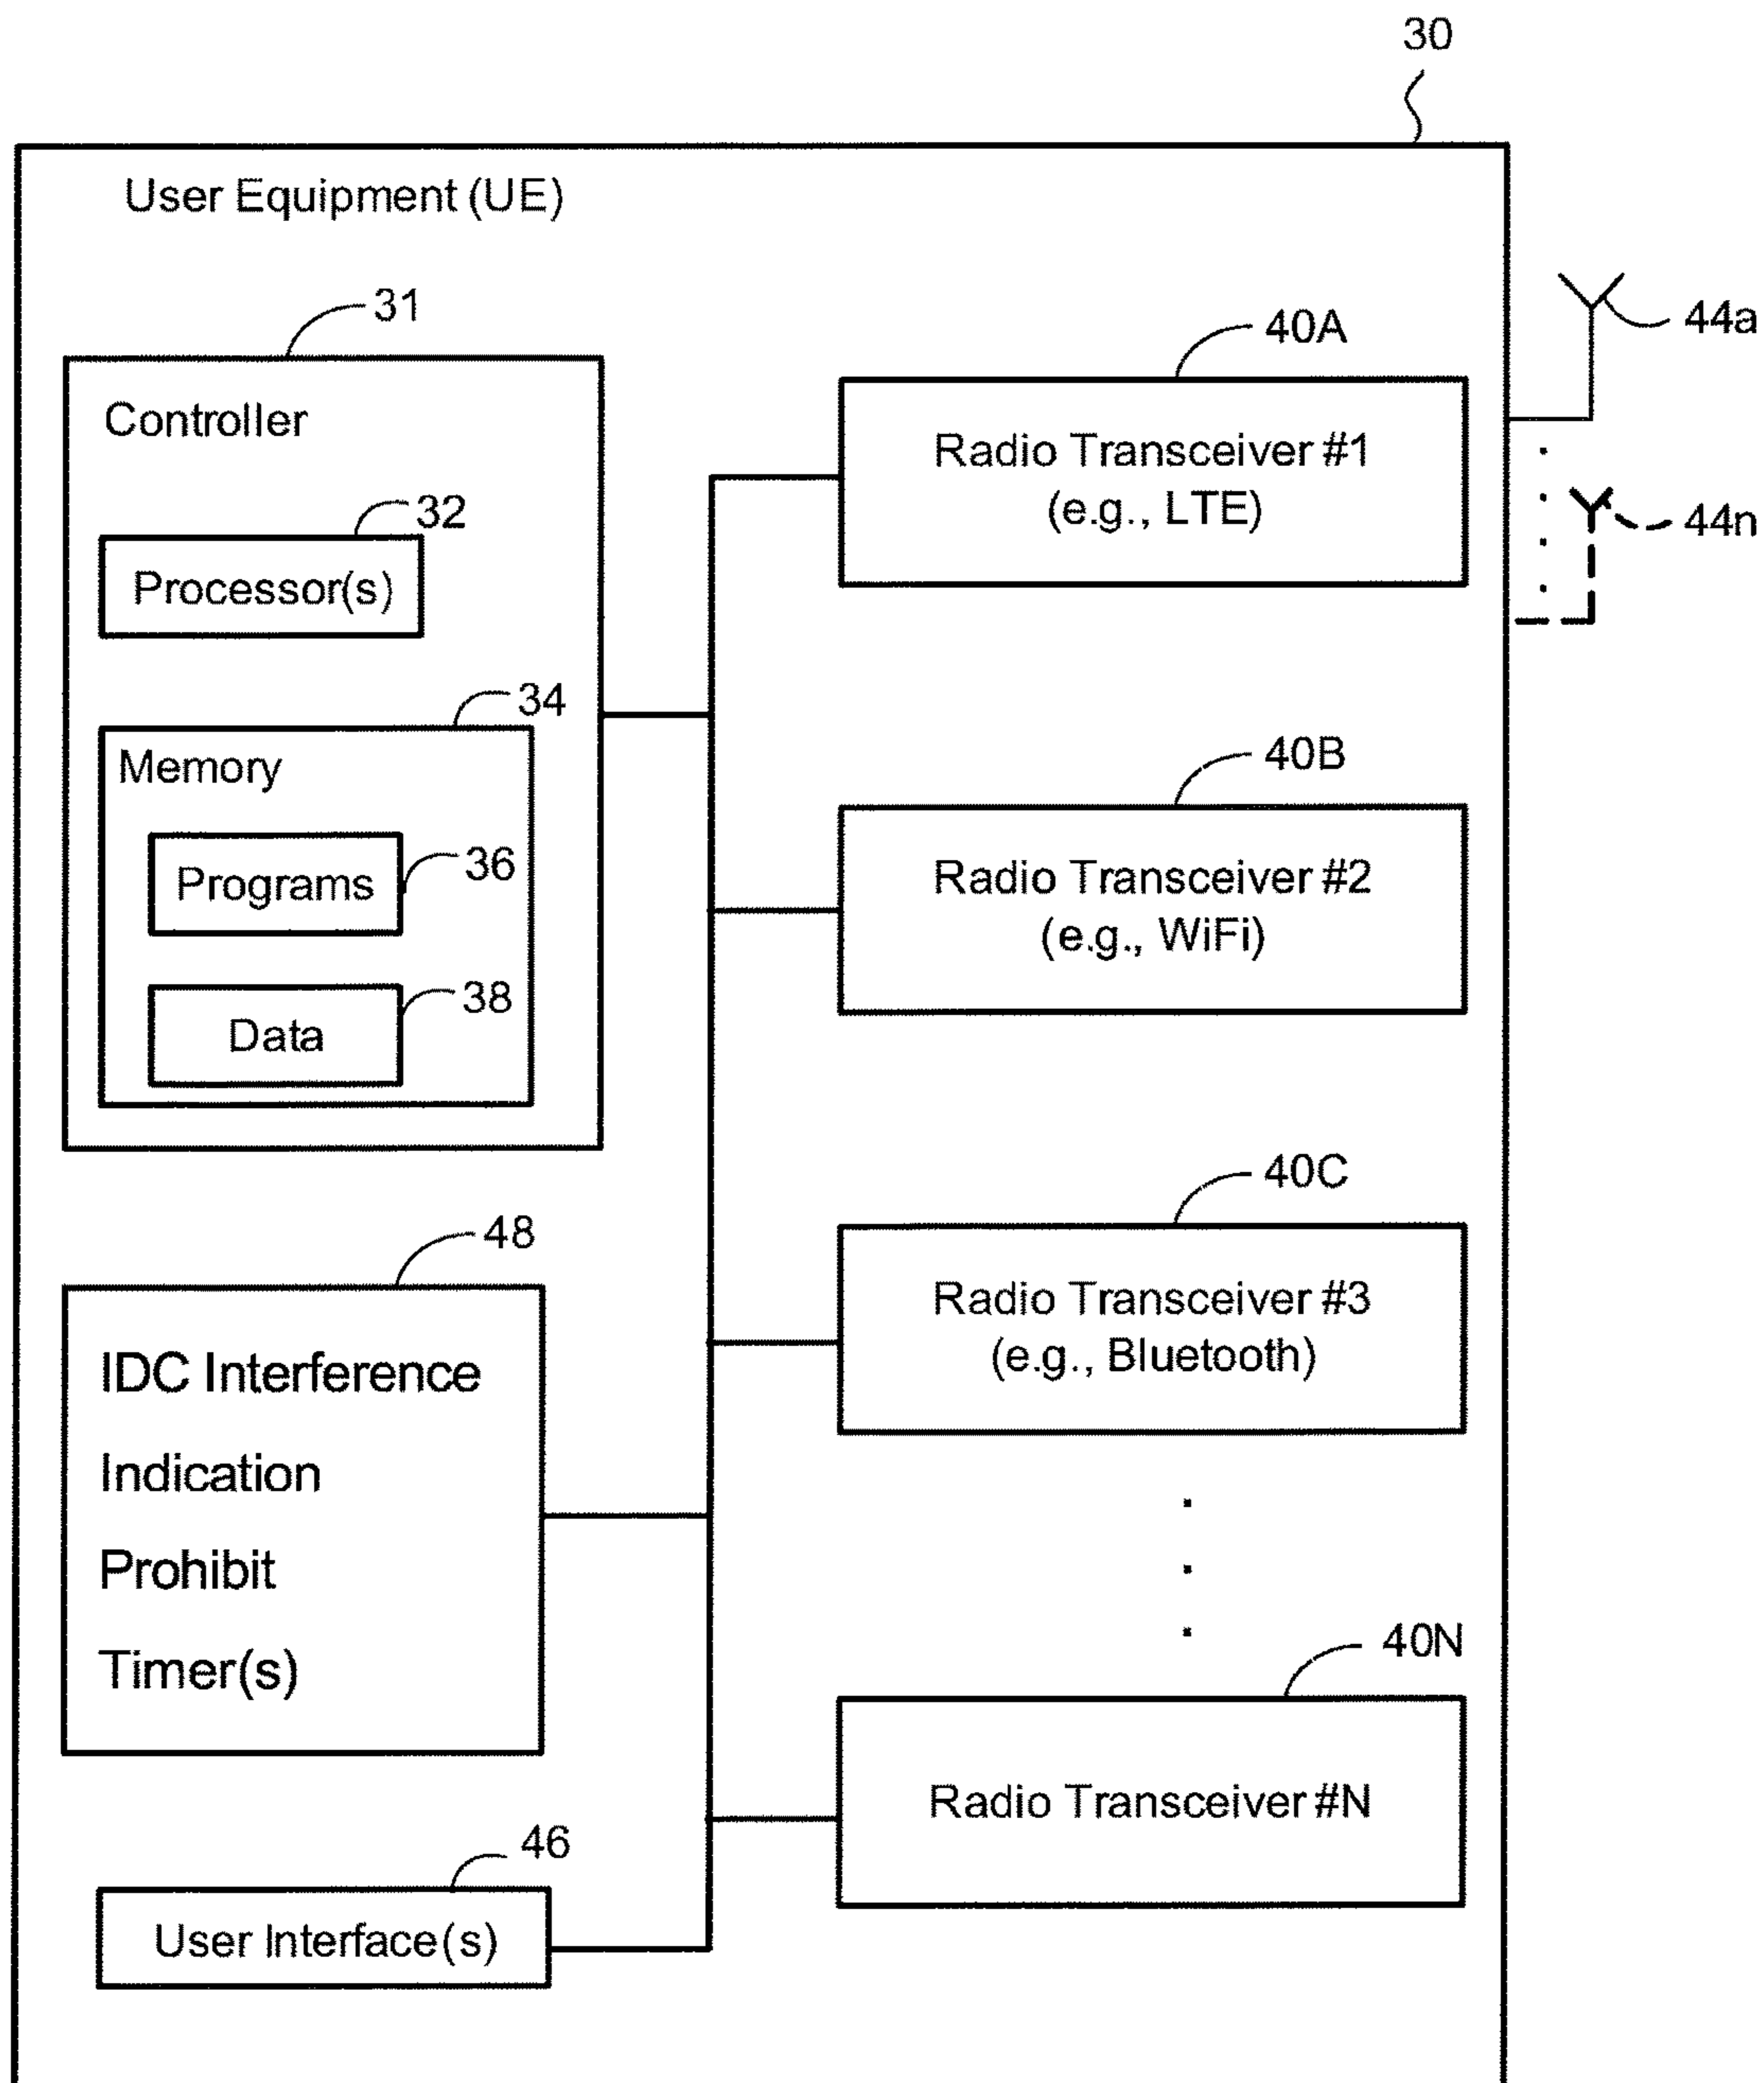 30
User Equipment (UE)
31
Controller
32
Processor(s)
34
Memory
Programs
36
Data
38
40A
Radio Transceiver #1
(e.g., LTE)
44a
44n
40B
Radio Transceiver #2
(e.g., WiFi)
40C
Radio Transceiver #3
(e.g., Bluetooth)
48
IDC Interference
Indication
Prohibit
Timer(s)
40N
Radio Transceiver #N
46
User Interface(s)